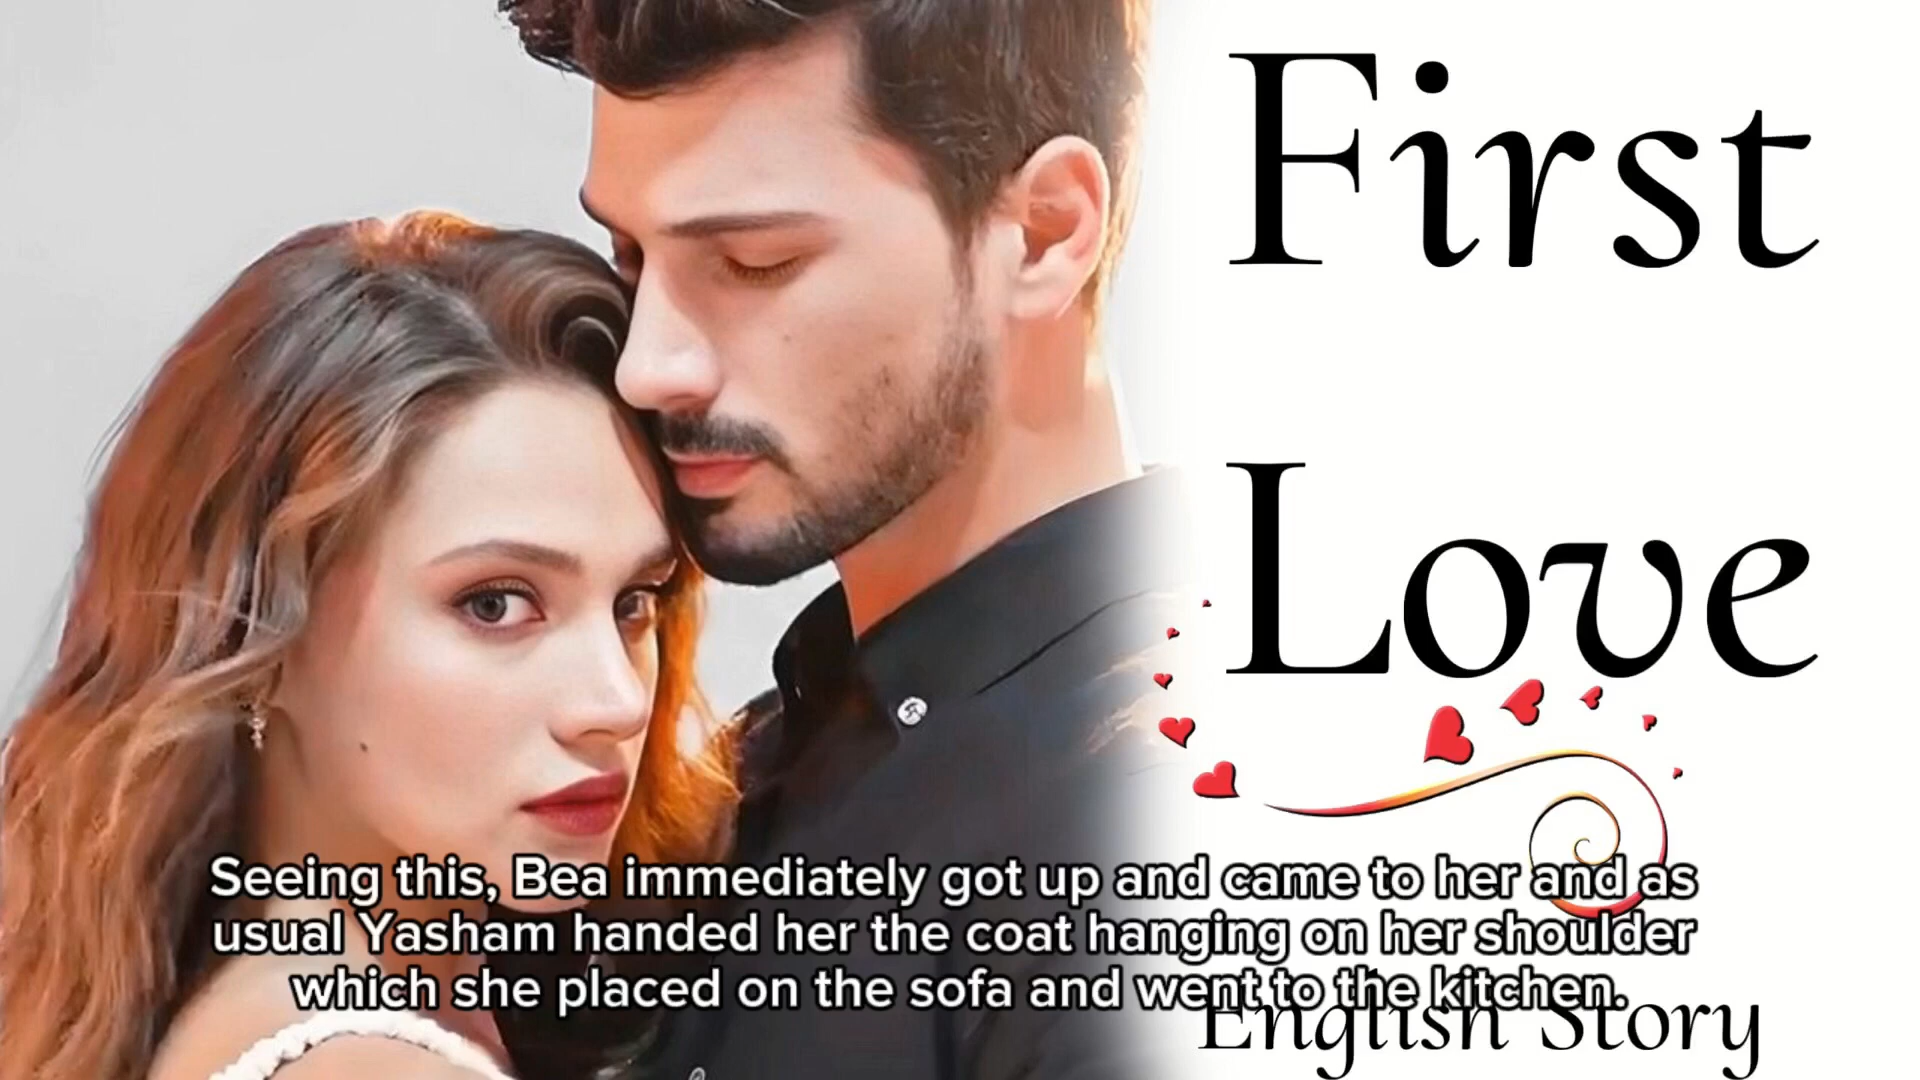 First
Love
Seeing this, Bea immediately got up and came to her and as
usual Yasham handed her the coat hanging on her shoulder
which she placed on the sofa and went to the kitchen.
English Story